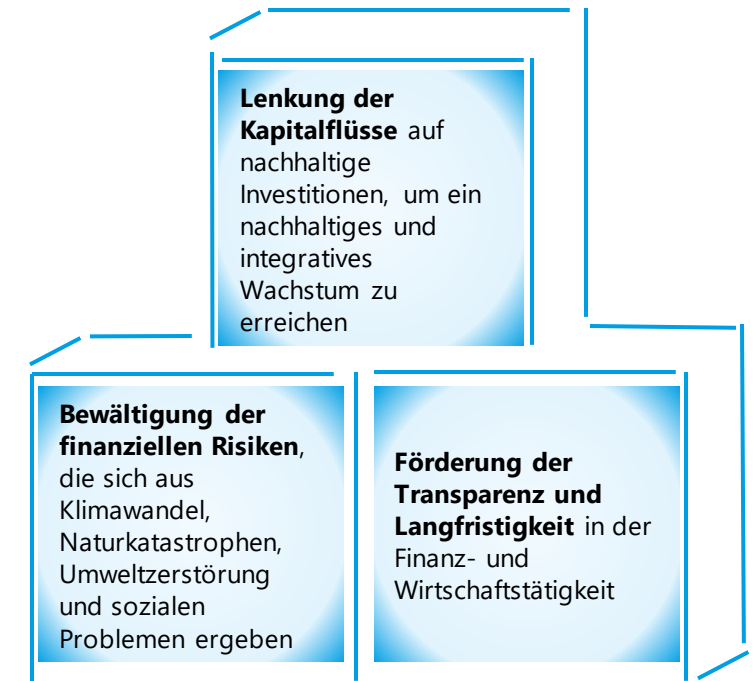 Lenkung der
Kapitalflüsse auf
nachhaltige
Investitionen, um ein
nachhaltiges und
integratives
Wachstum zu
erreichen
Bewältigung der
finanziellen Risiken,
die sich aus
Klimawandel,
Naturkatastrophen,
Umweltzerstörung
und sozialen
Problemen ergeben
Förderung der
Transparenz und
Langfristigkeit in der
Finanz- und
Wirtschaftstätigkeit